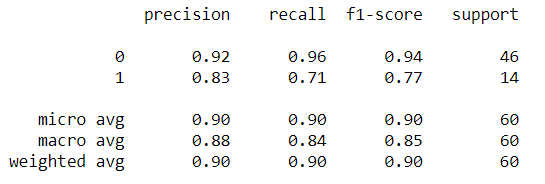 precision recall f1-score support
0 0.92 0.96 0.94 46
1 0.83 0.71 0.77 14
micro avg 0.90 0.90 0.90 60
macro avg 0.88 0.84 0.85 60
weighted avg 0.90 0.90 0.90 60